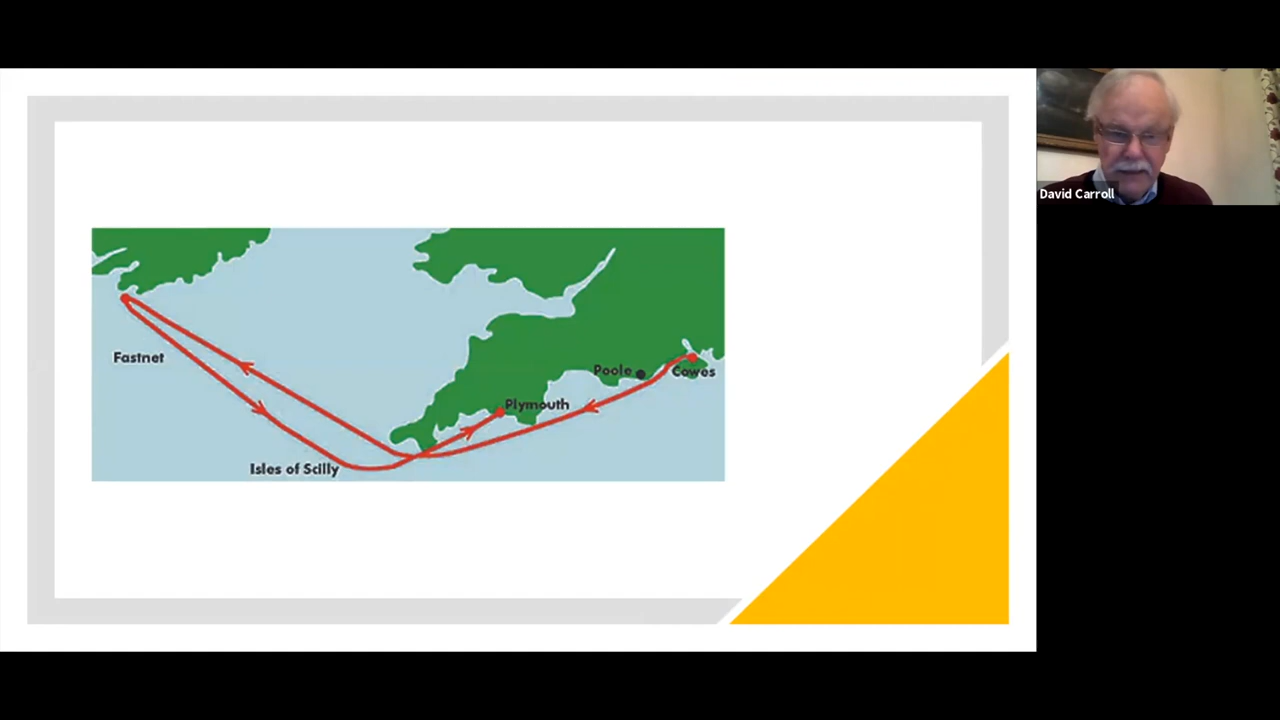 David Carroll
Fastnet
Poole
Cowes
Plymouth
Isles of Scilly